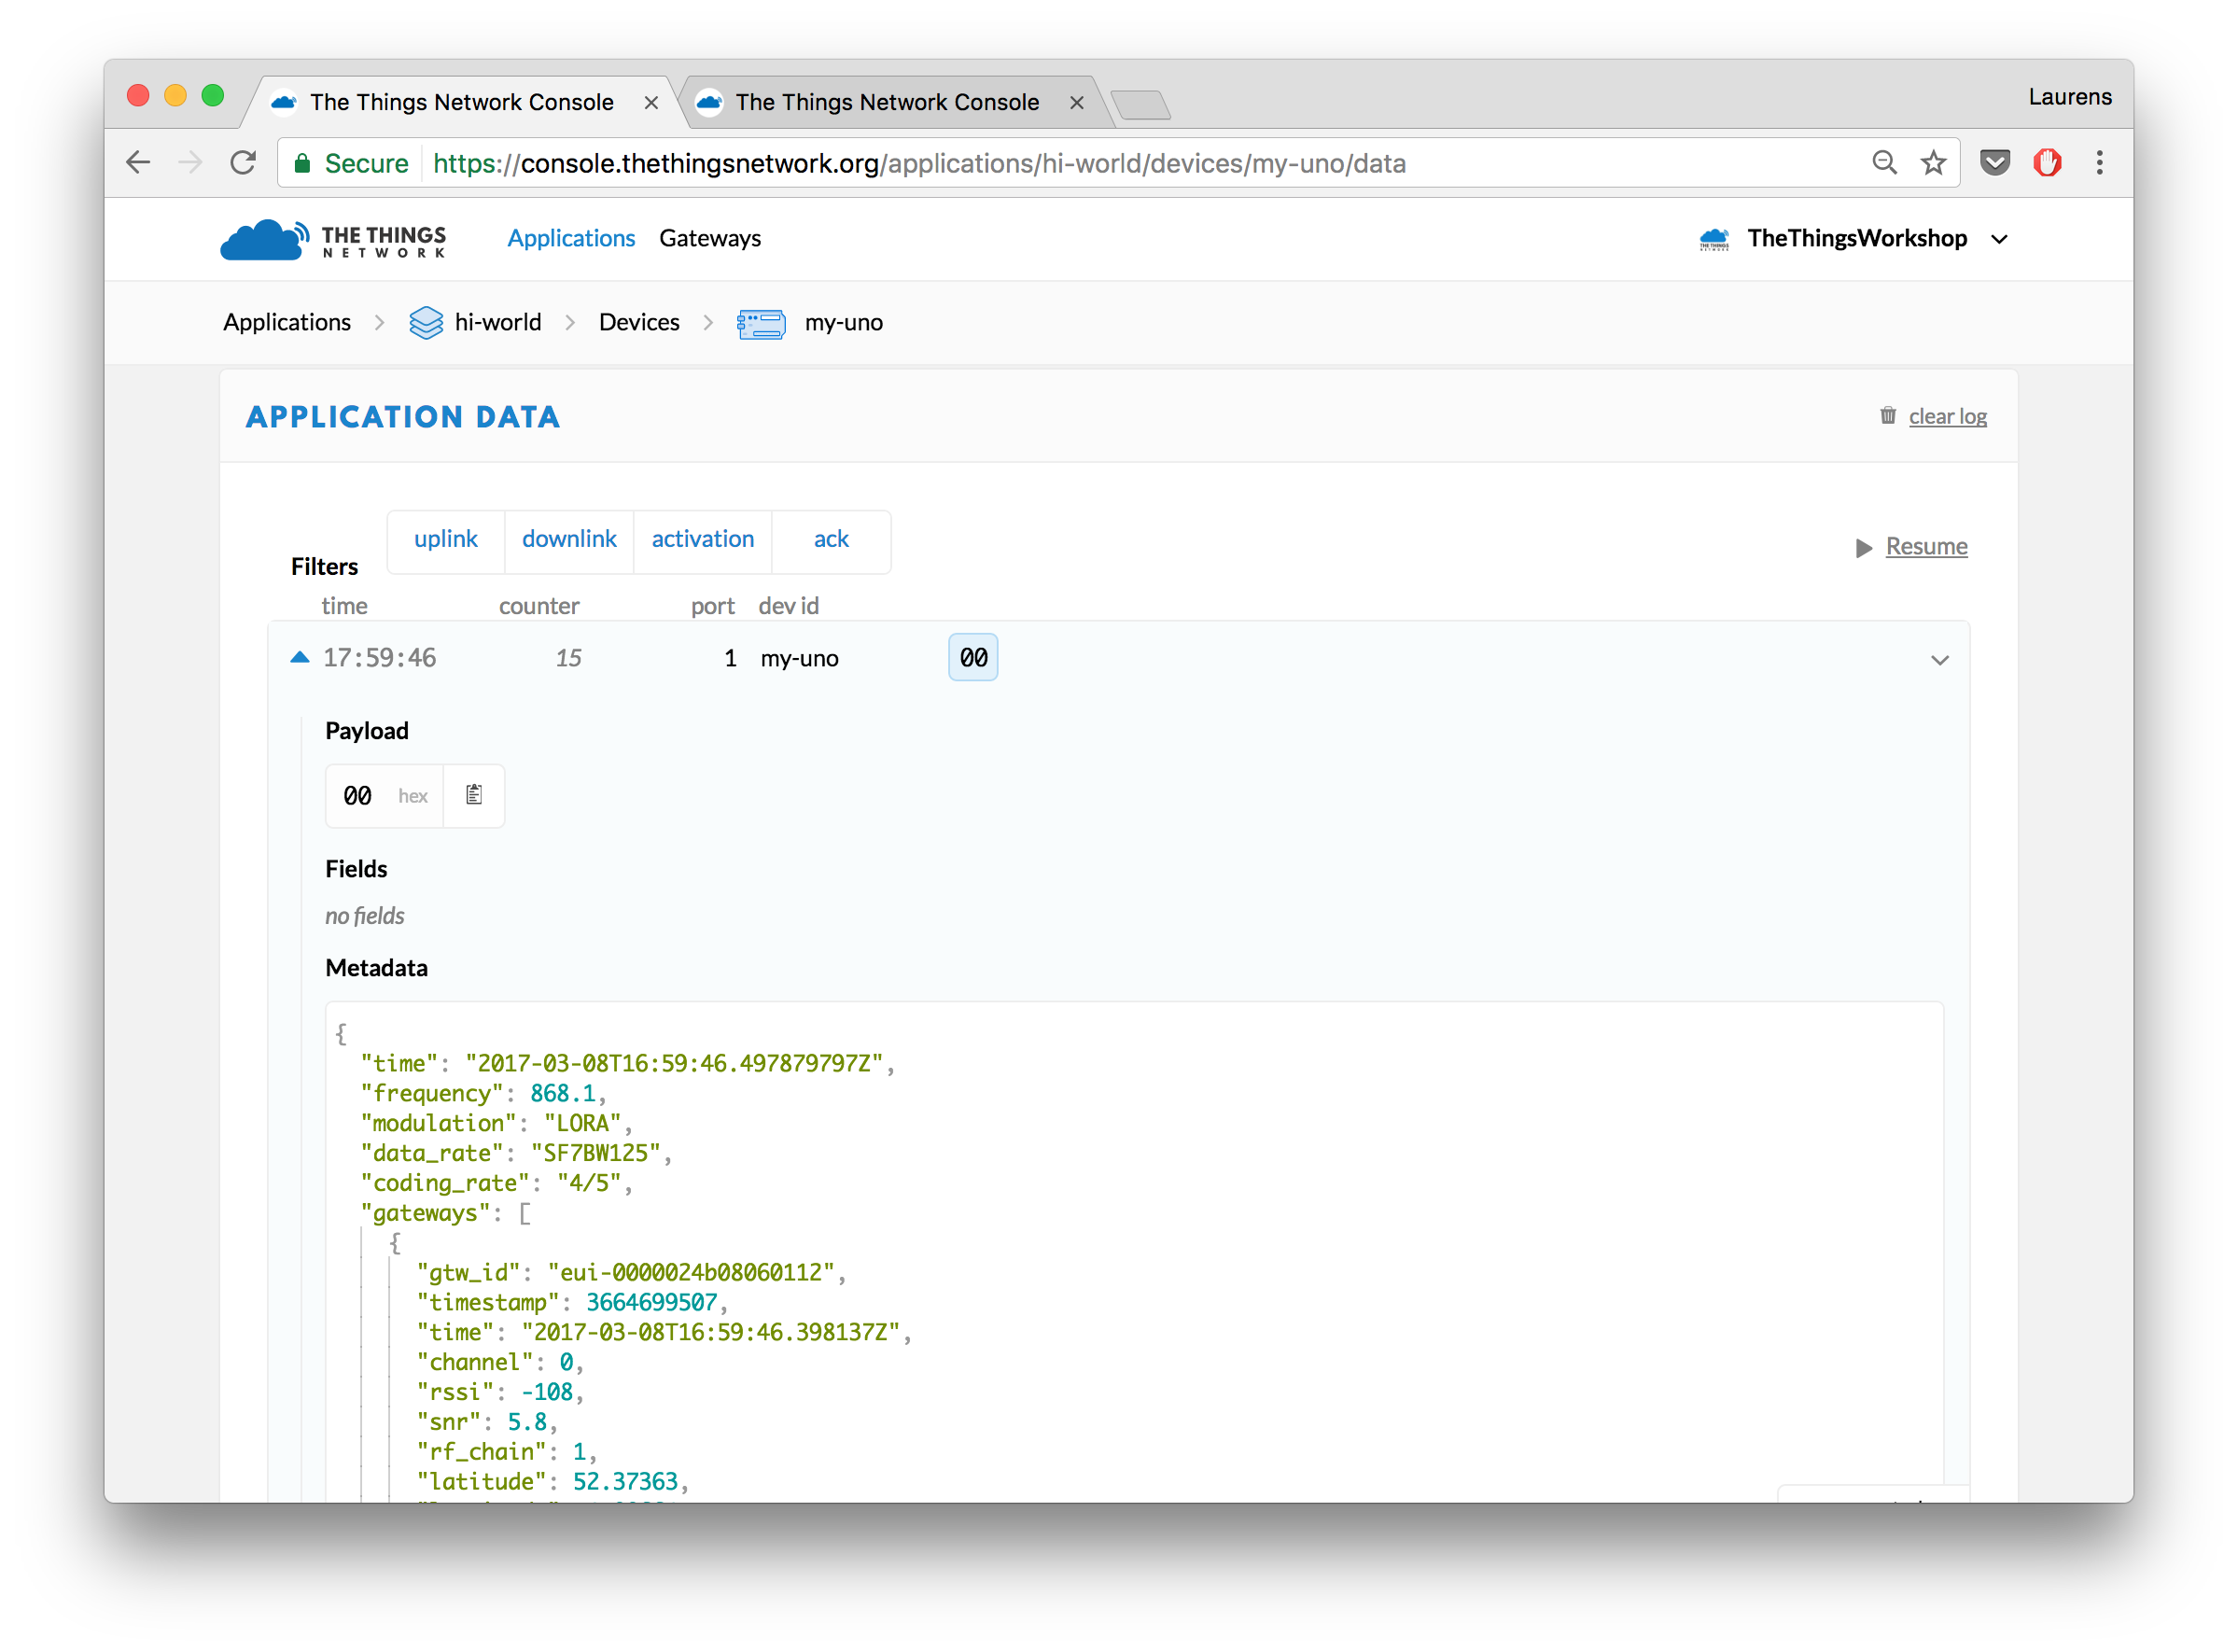 The Things Network Console
The Things Network Console
Laurens
Secure https://console.thethingsnetwork.org/applications/hi-world/devices/my-uno/data
THE THINGS
NETWORK
Applications Gateways
TheThingsWorkshop
Applications hi-world Devices my-uno
APPLICATION DATA
clear log
Filters uplink downlink activation ack
Resume
time counter port dev id
17:59:46 15 1 my-uno 00
Payload
00 hex
Fields
no fields
Metadata
{
"time": "2017-03-08T16:59:46.497879797Z",
"frequency": 868.1,
"modulation": "LORA",
"data_rate": "SF7BW125",
"coding_rate": "4/5",
"gateways": [
{
"gtw_id": "eui-0000024b08060112",
"timestamp": 3664699507,
"time": "2017-03-08T16:59:46.398137Z",
"channel": 0,
"rssi": -108,
"snr": 5.8,
"rf_chain": 1,
"latitude": 52.37363,